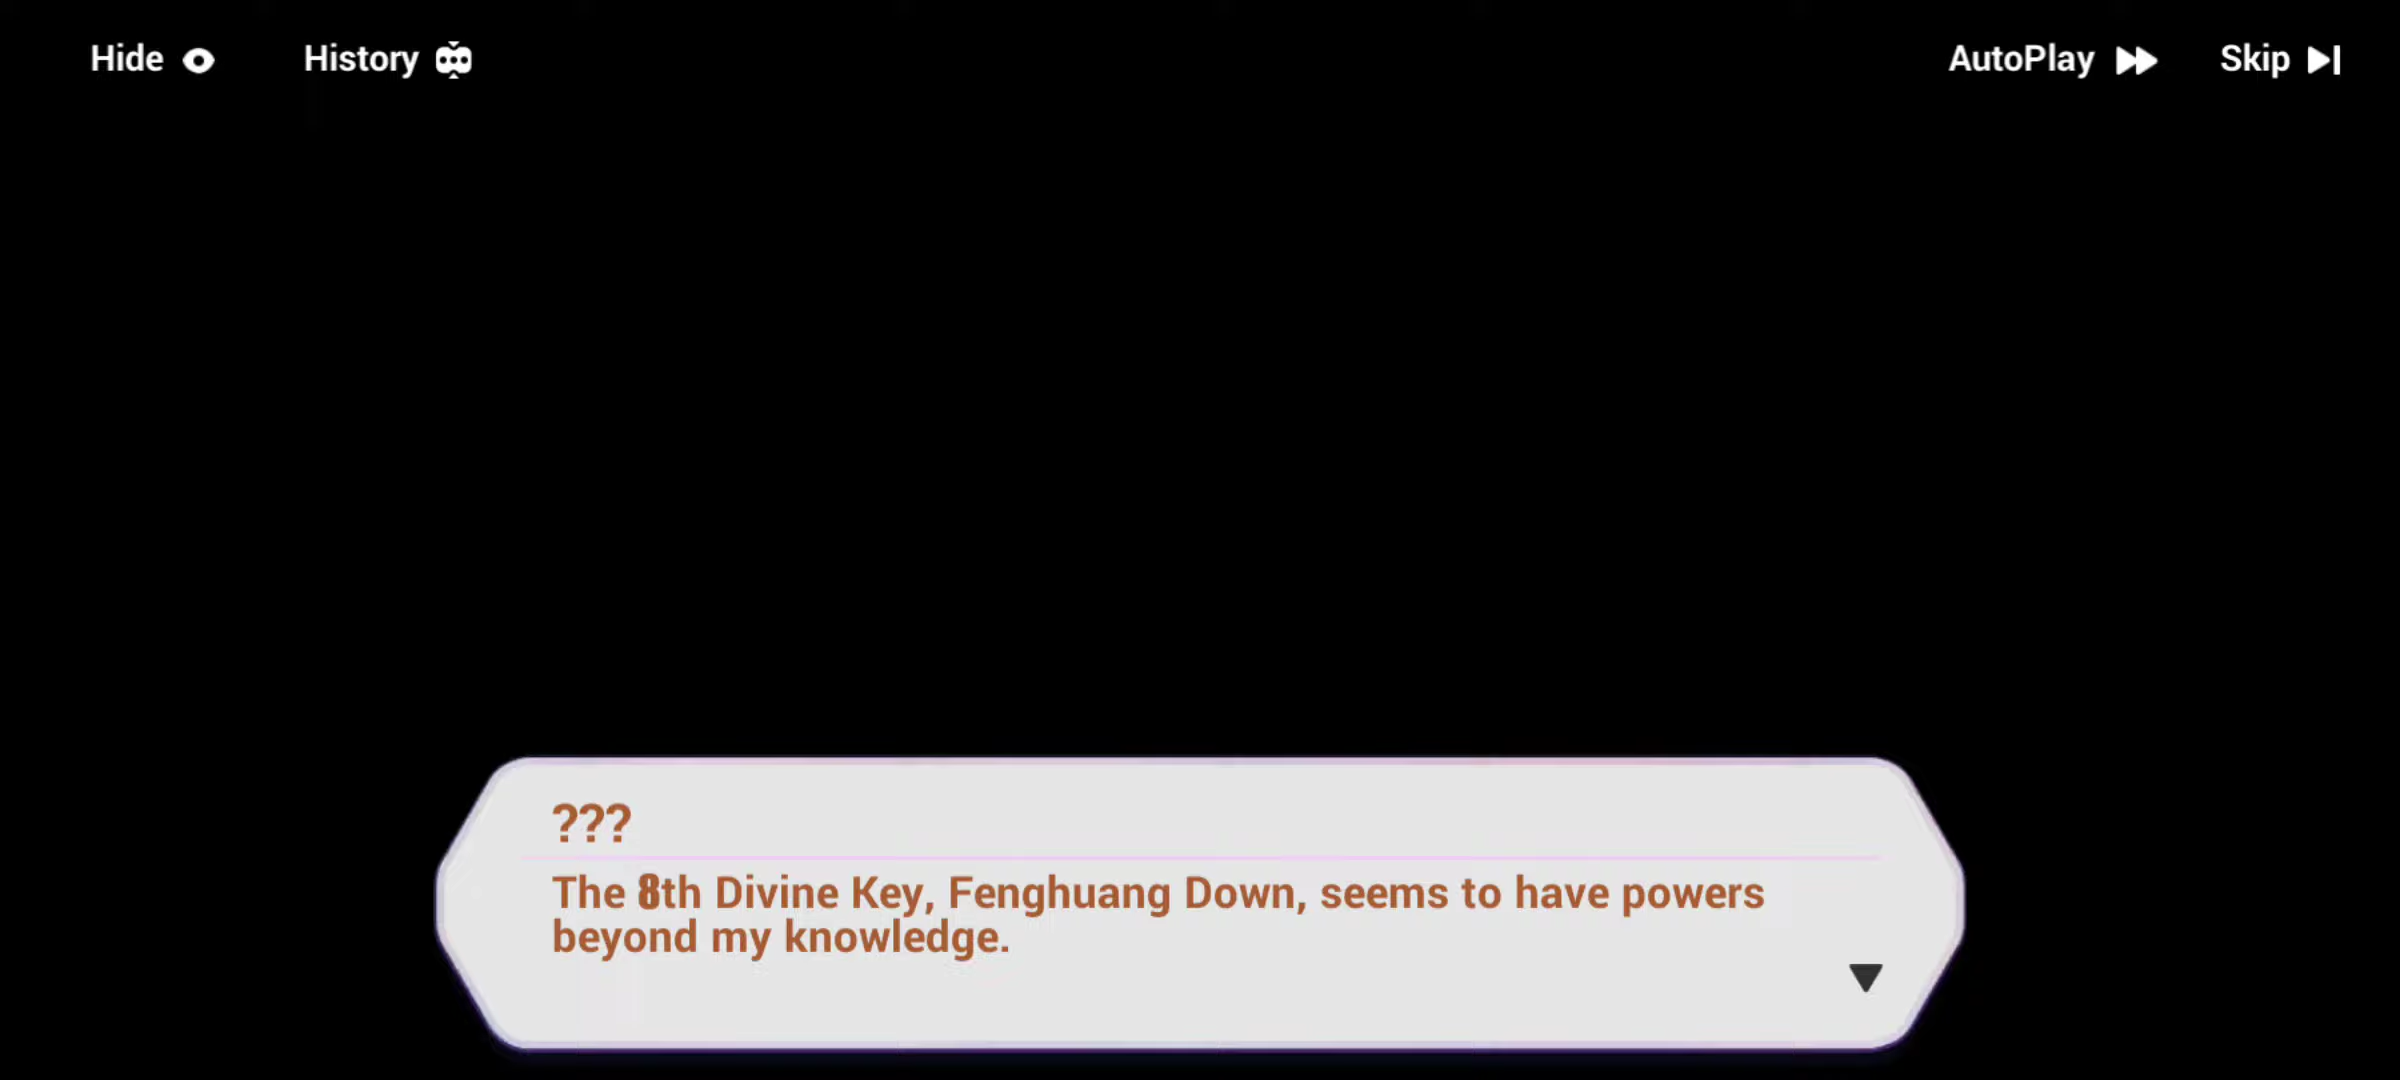 Hide
History
AutoPlay
Skip
???
The 8th Divine Key, Fenghuang Down, seems to have powers
beyond my knowledge.